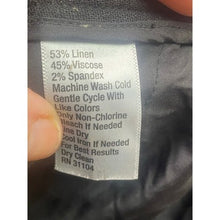 53% Linen
45% Viscose
2% Spandex
Machine Wash Cold
Gentle Cycle With
Like Colors
Only Non-Chlorine
Bleach If Needed
Line Dry
Cool Iron If Needed
For Best Results
Dry Clean
RN 31104